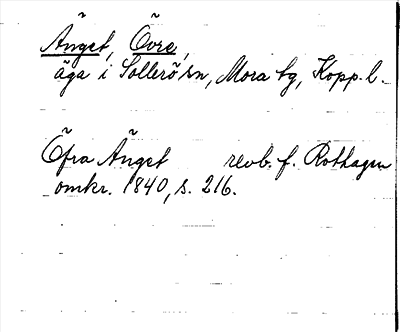 Änget, Övre,
äga i Sollerö sn, Mora tg, Kopp. l.
Öfra Änget revb. f. Rothagen
omkr. 1840, s. 216.